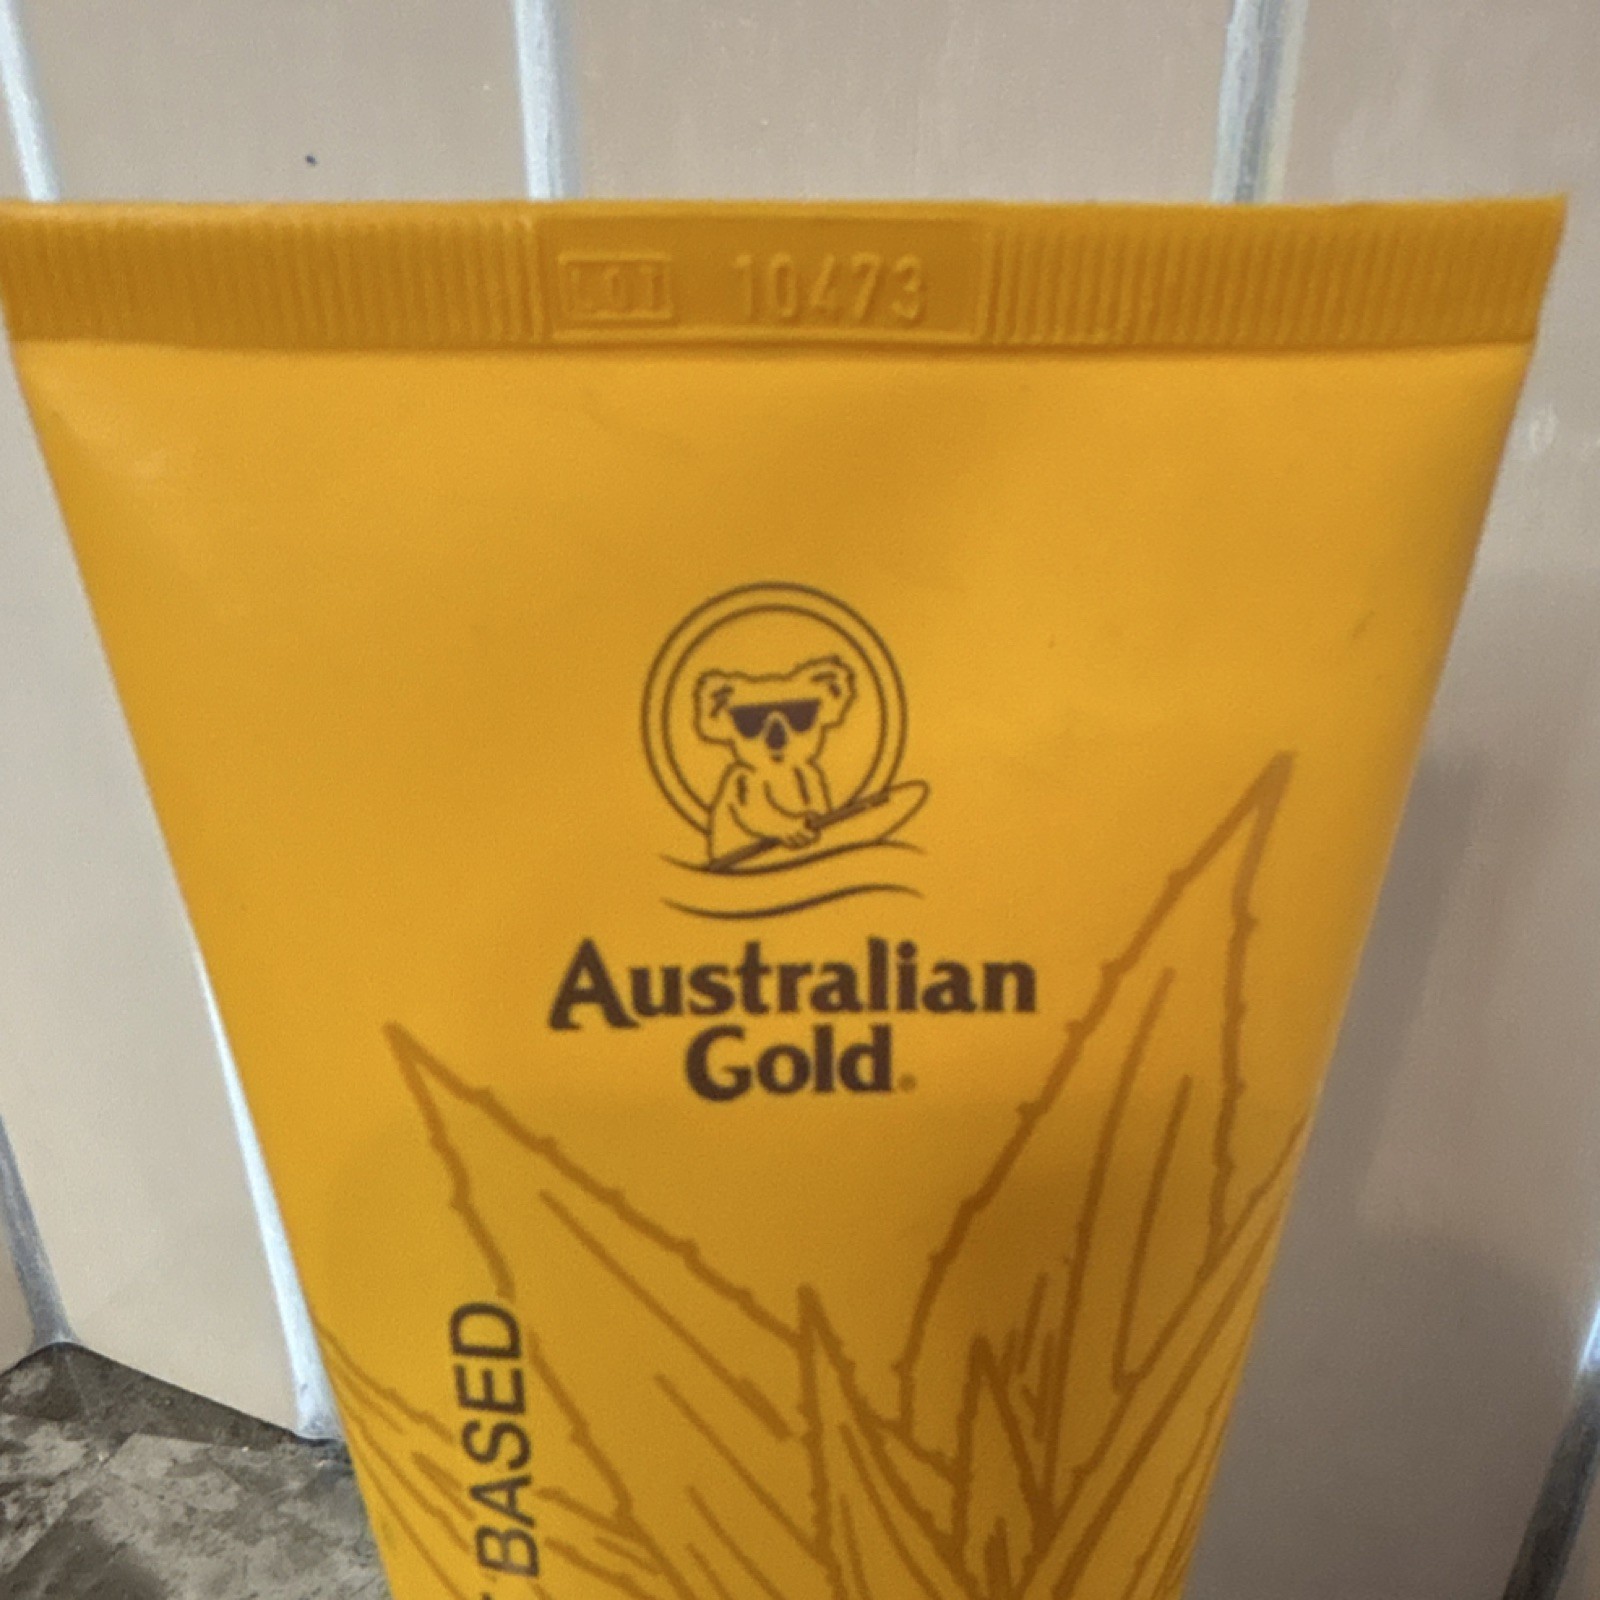 LOT 10473
Australian
Gold®
BASED